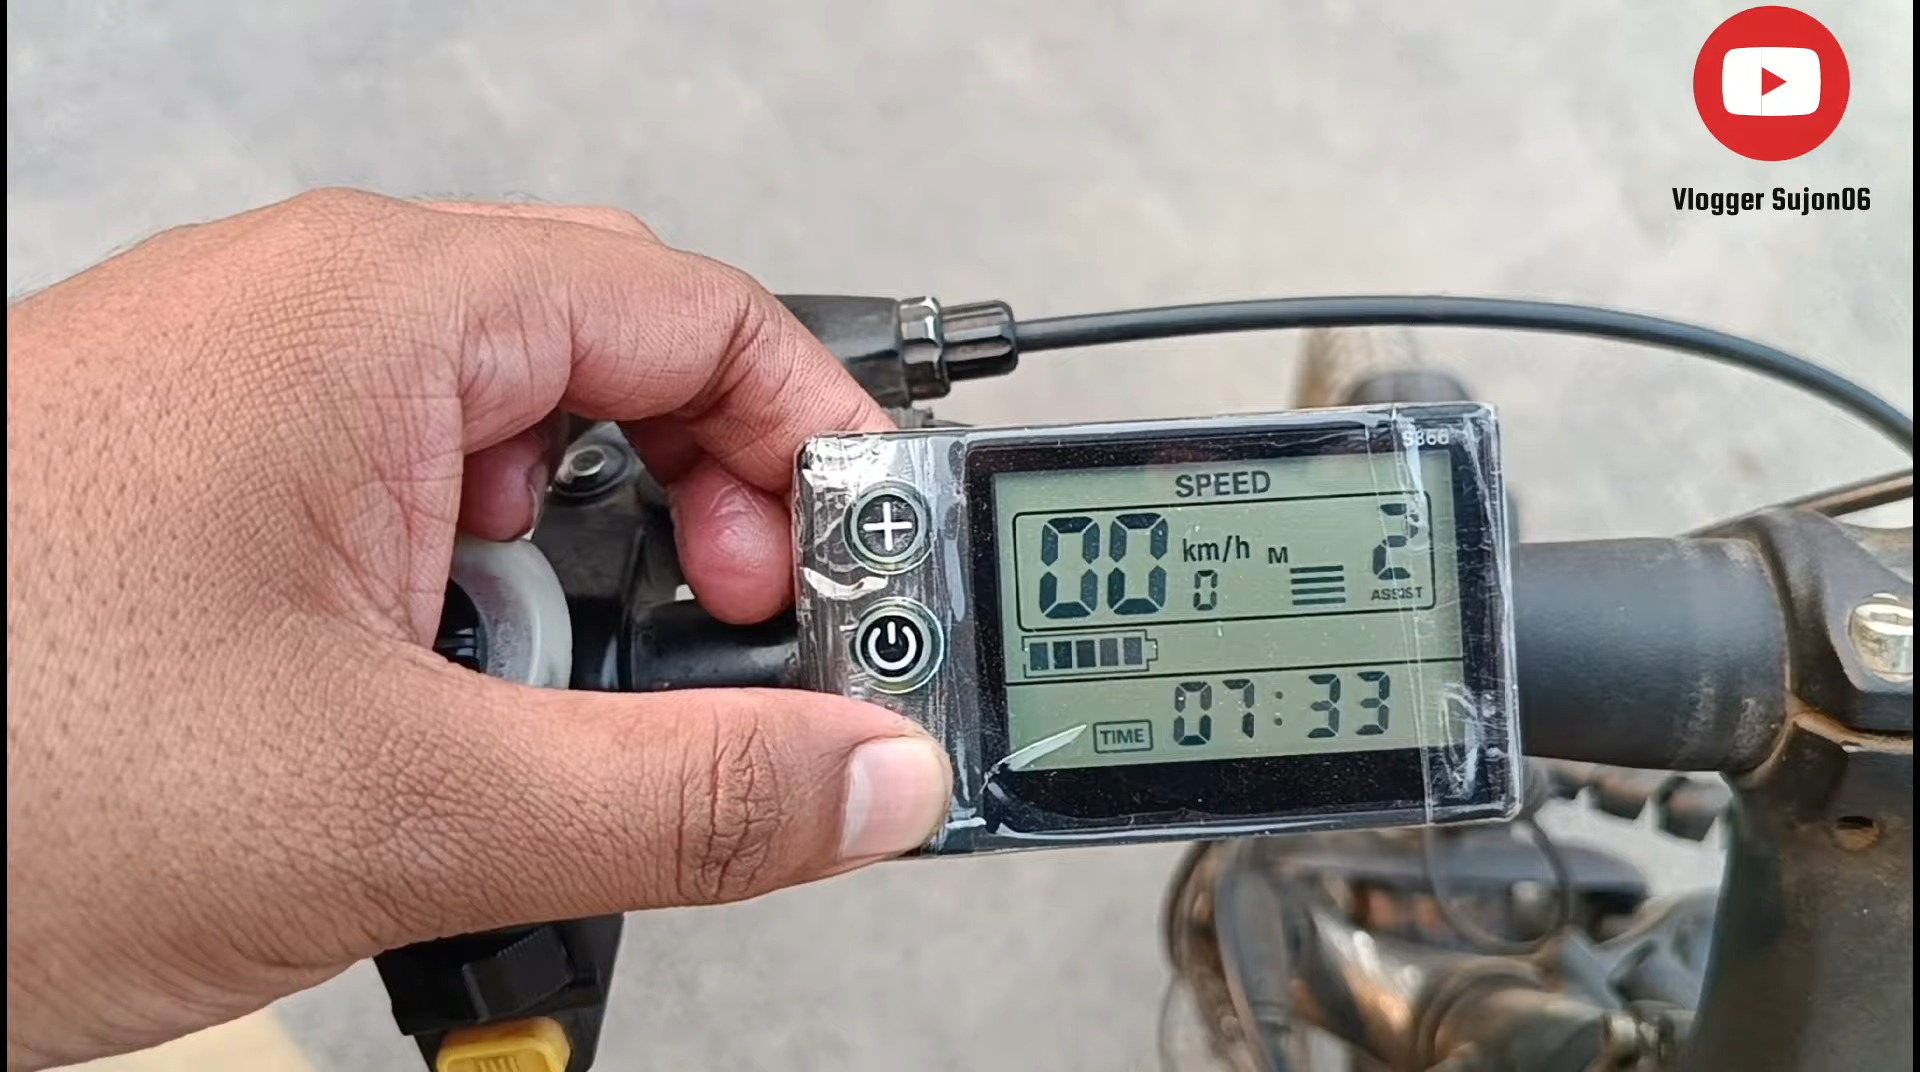 Vlogger Sujon06
S866
SPEED
00 km/h M 2
0
ASSIST
TIME 07:33